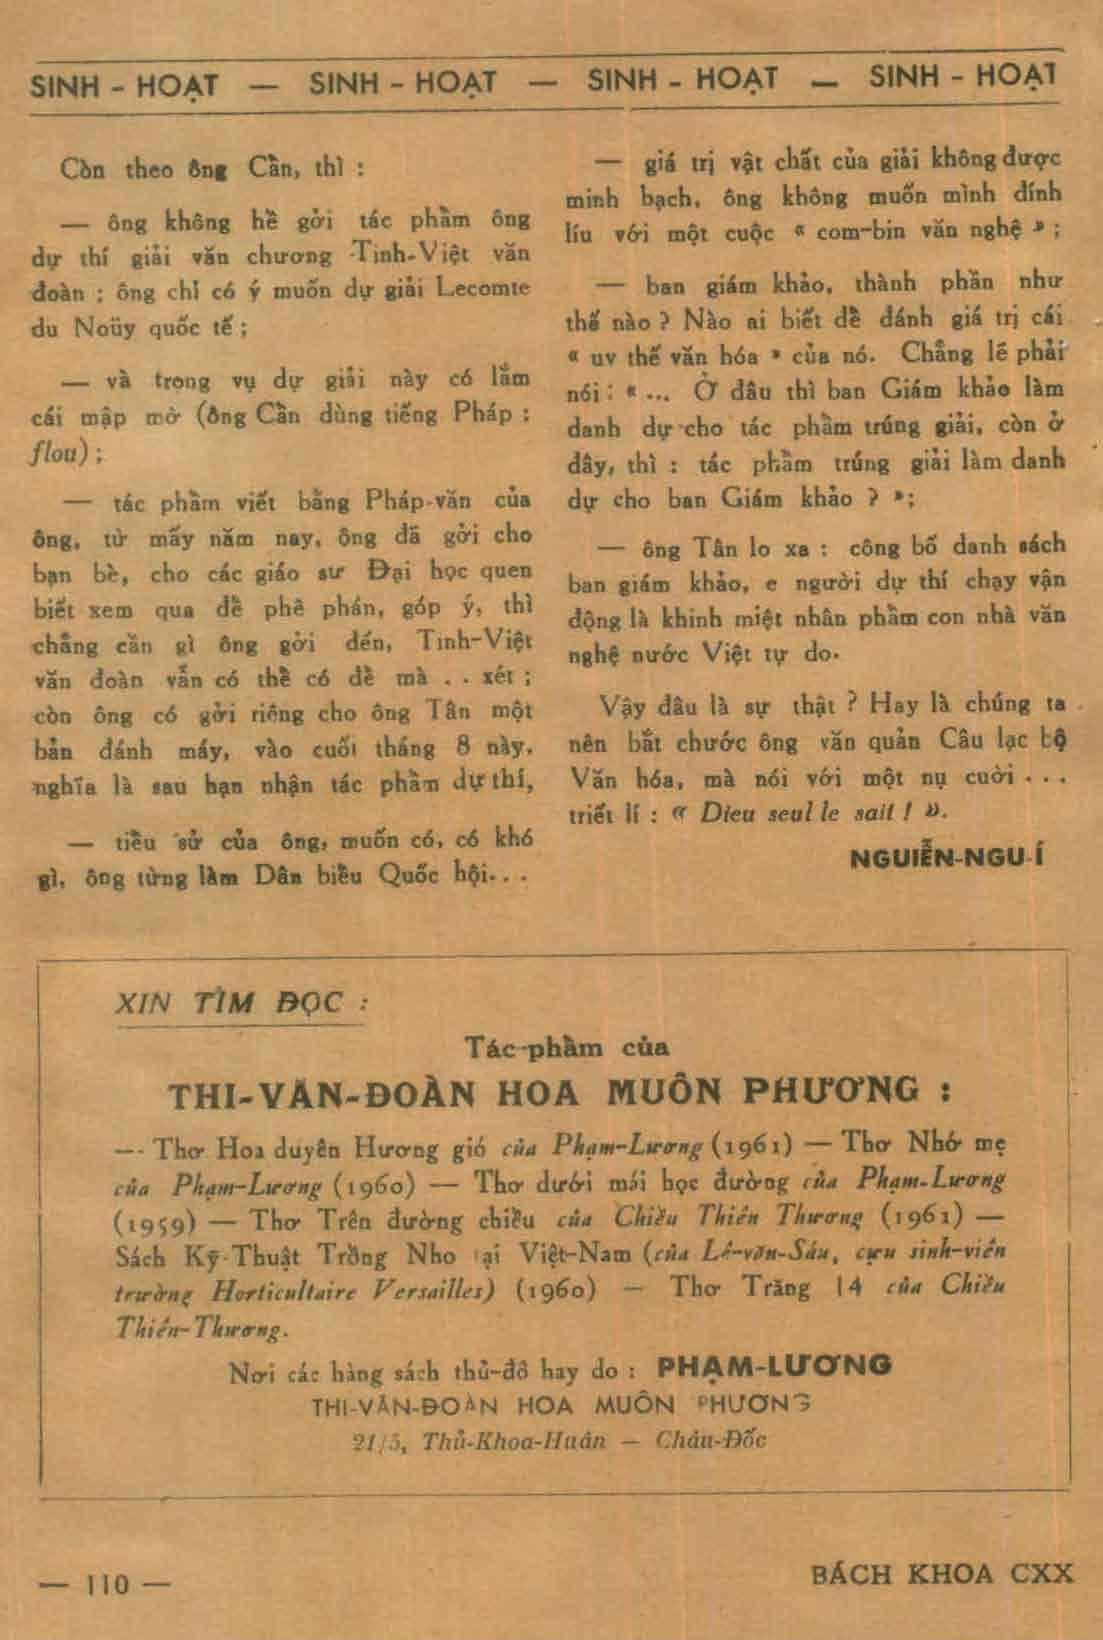 SINH - HOẠT — SINH - HOẠT — SINH - HOẠT — SINH - HOẠT
Còn theo ông Cần, thì :
— ông không hề gởi tác phẩm ông
dự thí giải văn chương Tinh-Việt văn
đoàn ; ông chỉ có ý muốn dự giải Lecomte
du Noüy quốc tế ;
— và trong vụ dự giải này có lắm
cái mập mờ (ông Cần dùng tiếng Pháp :
flou) ;
— tác phẩm viết bằng Pháp-văn của
ông, từ mấy năm nay, ông đã gởi cho
bạn bè, cho các giáo sư Đại học quen
biết xem qua để phê phán, góp ý, thì
chẳng cần gì ông gởi đến, Tinh-Việt
văn đoàn vẫn có thể có để mà . . xét ;
còn ông có gởi riêng cho ông Tân một
bản đánh máy, vào cuối tháng 8 này,
nghĩa là sau hạn nhận tác phẩm dự thí,
— tiểu sử của ông, muốn có, có khó
gì, ông từng làm Dân biểu Quốc hội. . .
— giá trị vật chất của giải không được
minh bạch, ông không muốn mình dính
líu với một cuộc « com-bin văn nghệ » ;
— ban giám khảo, thành phần như
thế nào ? Nào ai biết để đánh giá trị cái
« uy thế văn hóa » của nó. Chẳng lẽ phải
nói : « ... Ở đâu thì ban Giám khảo làm
danh dự cho tác phẩm trúng giải, còn ở
đây, thì : tác phẩm trúng giải làm danh
dự cho ban Giám khảo ? »;
— ông Tân lo xa : công bố danh sách
ban giám khảo, e người dự thí chạy vận
động là khinh miệt nhân phẩm con nhà văn
nghệ nước Việt tự do.
Vậy đâu là sự thật ? Hay là chúng ta
nên bắt chước ông văn quản Câu lạc bộ
Văn hóa, mà nói với một nụ cười . . .
triết lí : « Dieu seul le sait ! ».
NGUIỄN-NGU-Í
XIN TÌM ĐỌC :
Tác-phẩm của
THI-VĂN-ĐOÀN HOA MUÔN PHƯƠNG :
— Thơ Hoa duyên Hương gió của Phạm-Lương (1961) — Thơ Nhớ mẹ
của Phạm-Lương (1960) — Thơ dưới mái học đường của Phạm-Lương
(1959) — Thơ Trên đường chiều của Chiêu Thiên Thương (1961) —
Sách Kỹ-Thuật Trồng Nho tại Việt-Nam (của Lê-văn-Sáu, cựu sinh-viên
trường Horticultaire Versailles) (1960) — Thơ Trăng 14 của Chiêu
Thiên-Thương.
Nơi các hàng sách thủ-đô hay do : PHẠM-LƯƠNG
THI-VĂN-ĐOÀN HOA MUÔN PHƯƠNG
21/5, Thủ-Khoa-Huân — Châu-Đốc
— 110 —
BÁCH KHOA CXX